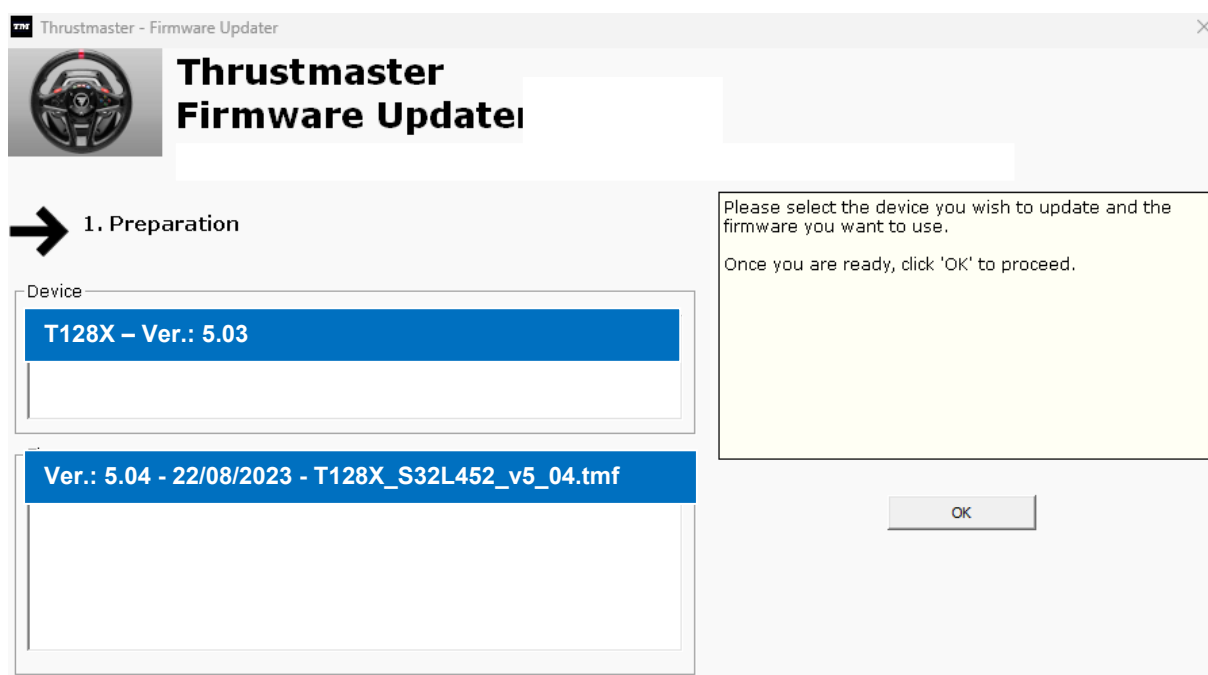 TM Thrustmaster - Firmware Updater
Thrustmaster
Firmware Updater
1. Preparation
Please select the device you wish to update and the
firmware you want to use.
Once you are ready, click 'OK' to proceed.
Device
T128X – Ver.: 5.03
Ver.: 5.04 - 22/08/2023 - T128X_S32L452_v5_04.tmf
OK